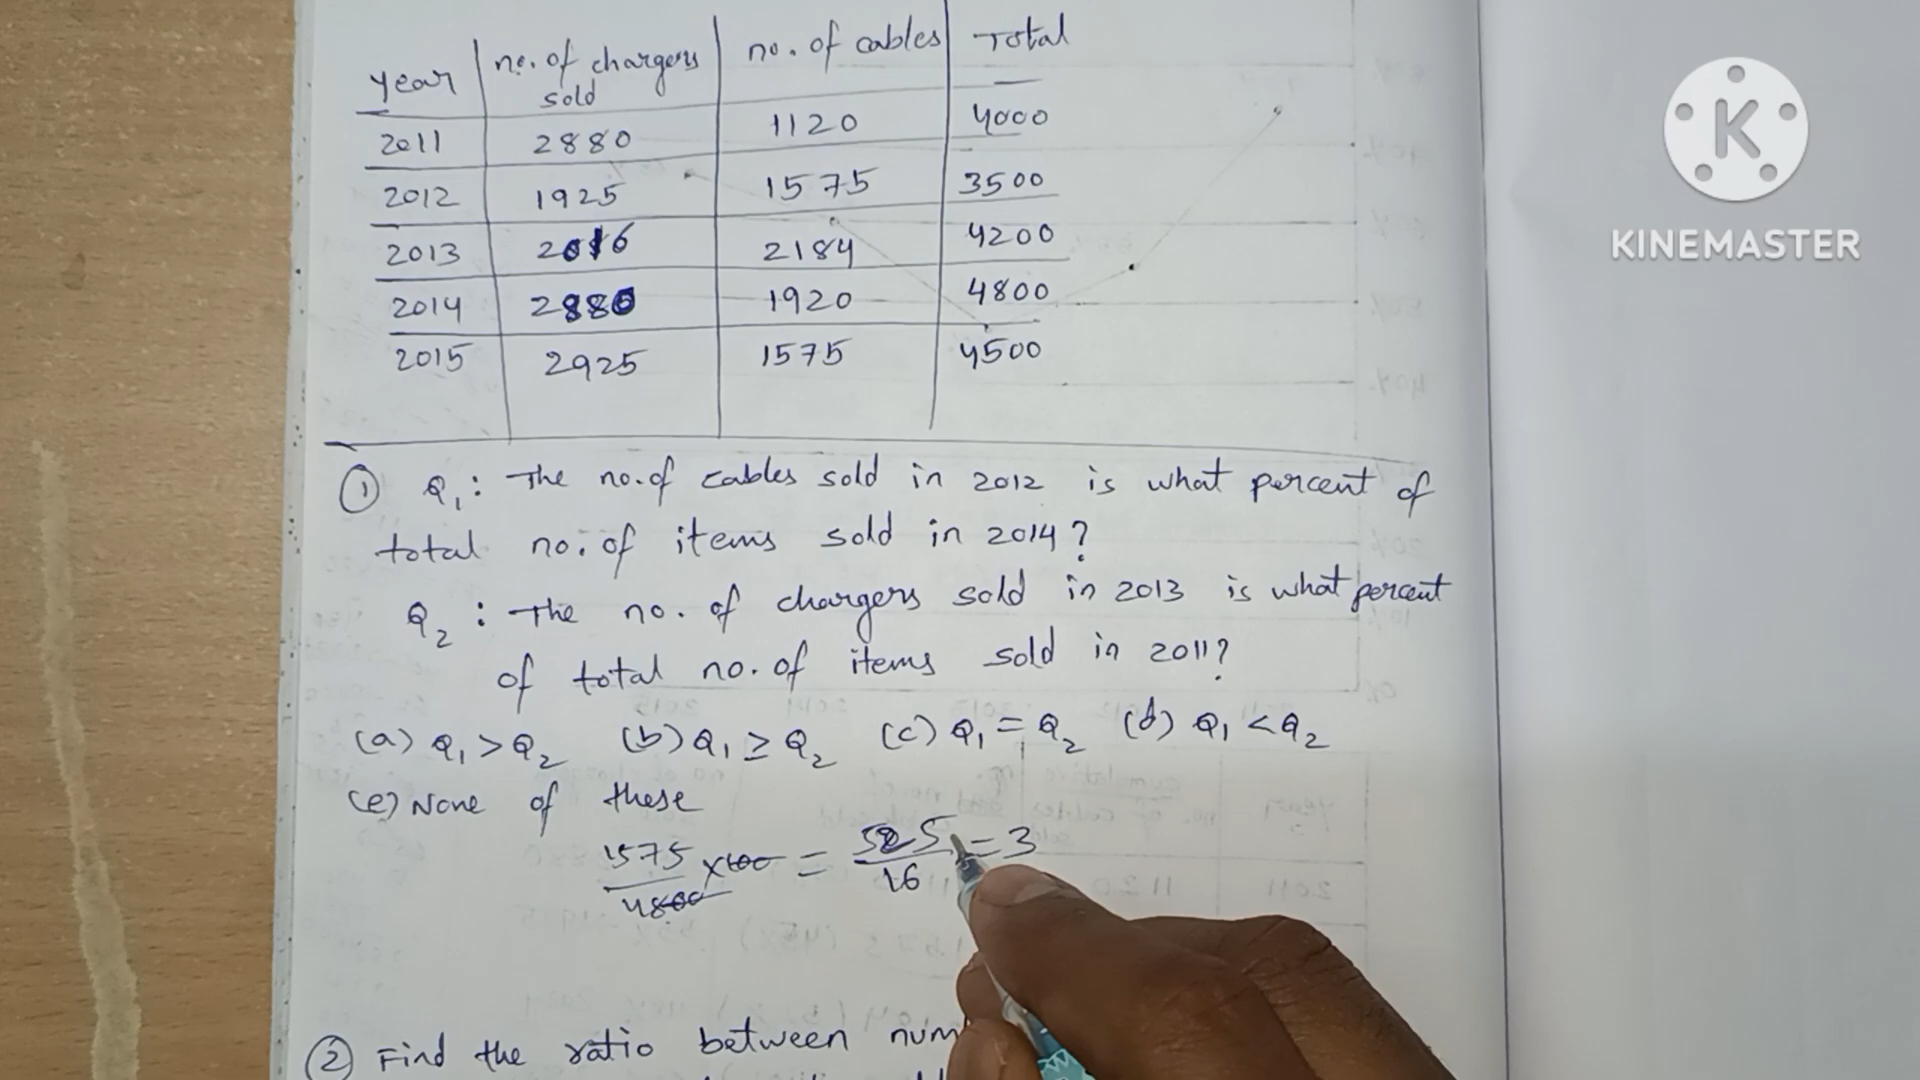 year no. of chargers sold no. of cables Total
2011 2880 1120 4000
2012 1925 1575 3500
2013 2016 2184 4200
2014 2880 1920 4800
2015 2925 1575 4500
K
KINEMASTER
① Q1: The no. of cables sold in 2012 is what percent of
total no. of items sold in 2014?
Q2: The no. of chargers sold in 2013 is what percent
of total no. of items sold in 2011?
(a) Q1 > Q2 (b) Q1 ≥ Q2 (c) Q1 = Q2 (d) Q1 < Q2
(e) None of these
1575/4800 × 100 = 525/16 = 3
② Find the ratio between num